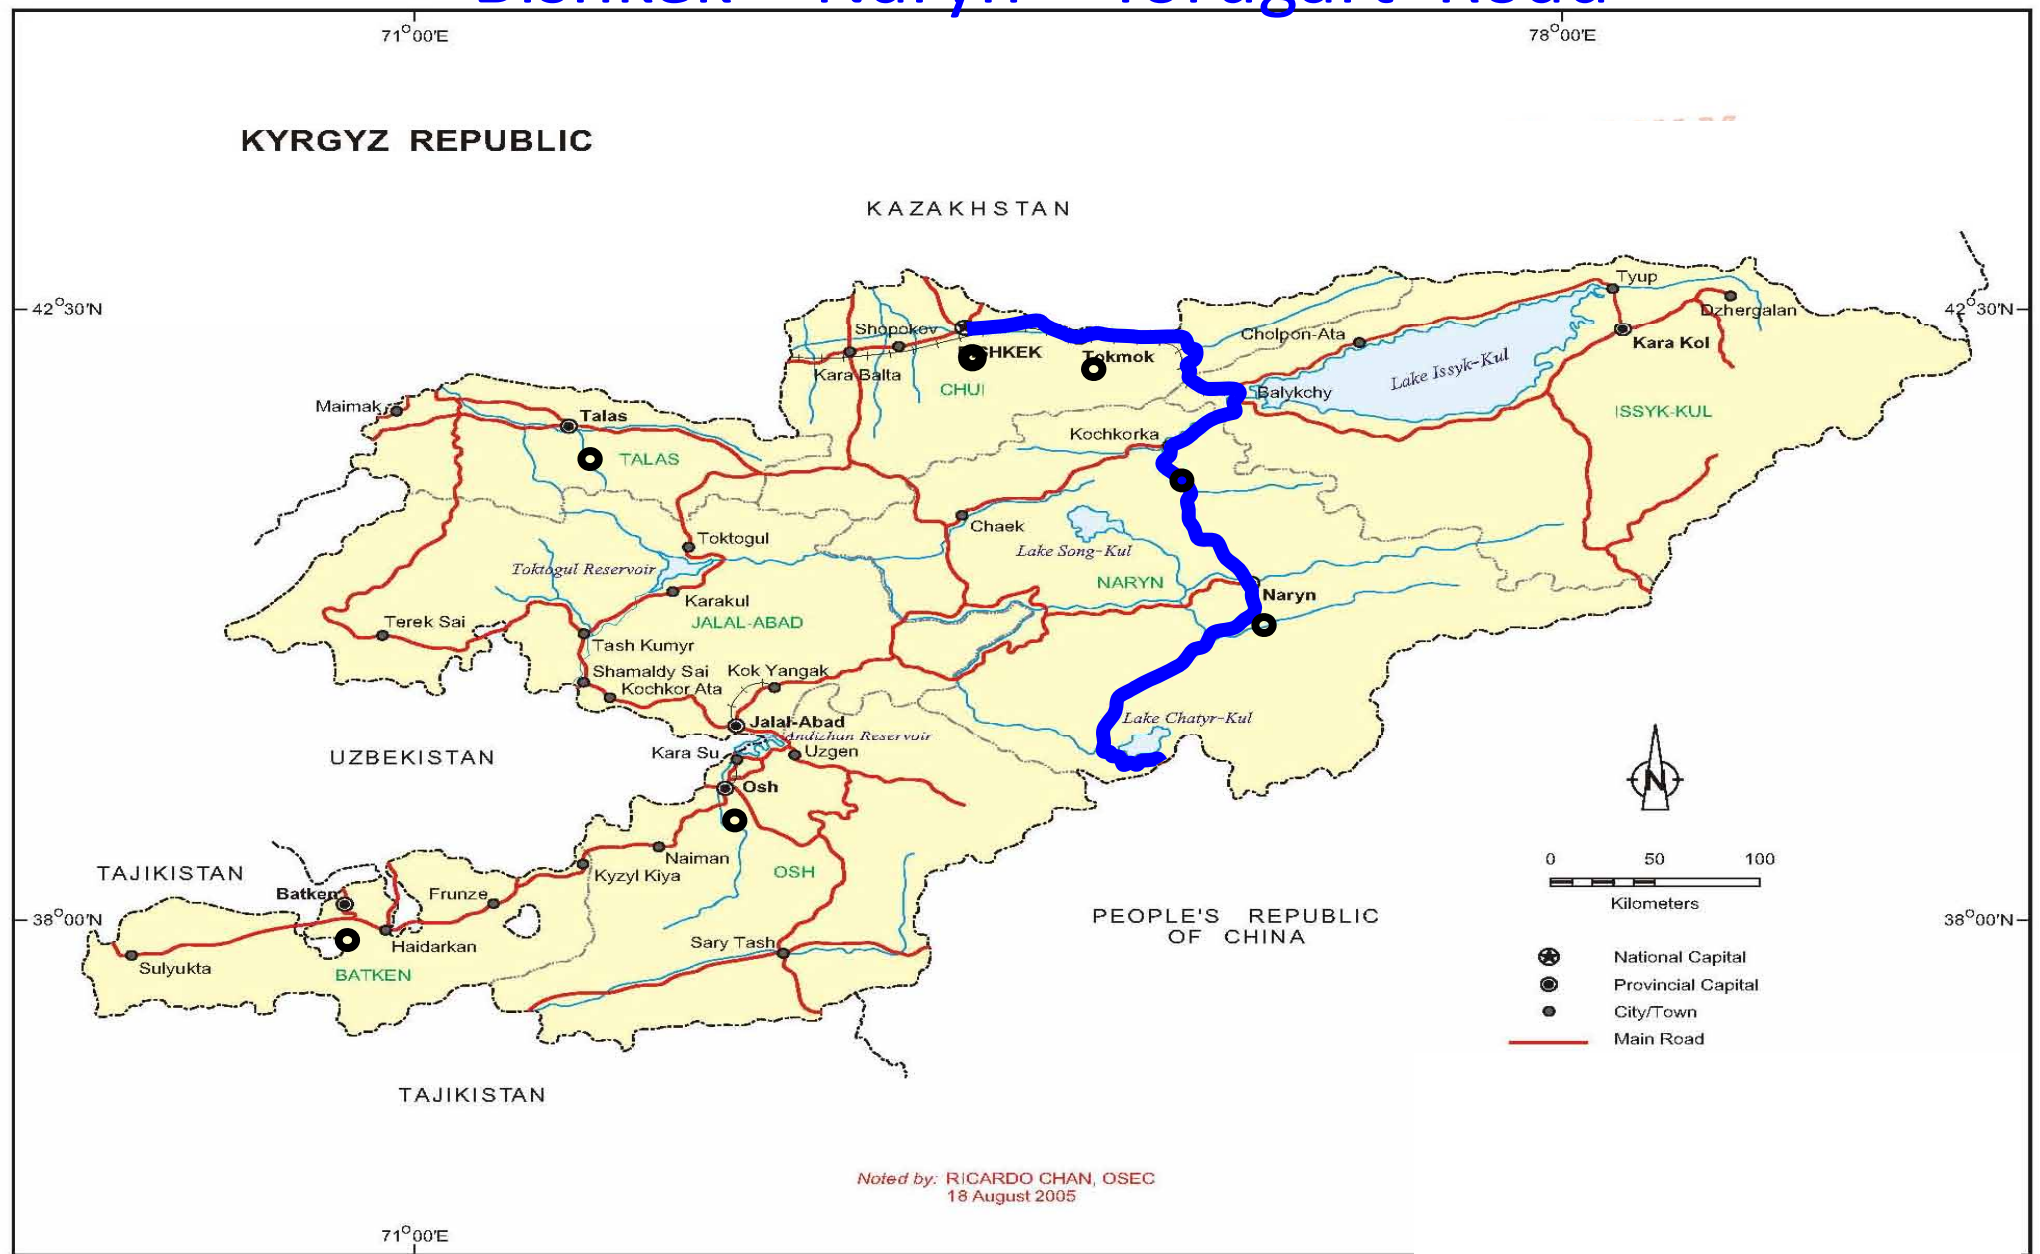 Bishkek - Naryn - Torugart Road
71°00'E
78°00'E
KYRGYZ REPUBLIC
KAZAKHSTAN
42°30'N
42°30'N
Tyup
Dzhergalan
Shopokov
Cholpon-Ata
Kara Kol
Tokmok
Kara Balta
CHUI
Lake Issyk-Kul
Balykchy
ISSYK-KUL
Maimak
Talas
TALAS
Kochkorka
Chaek
Toktogul
Lake Song-Kul
Toktogul Reservoir
NARYN
Karakul
Naryn
Terek Sai
JALAL-ABAD
Tash Kumyr
Shamaldy Sai
Kok Yangak
Kochkor Ata
Jalal-Abad
Lake Chatyr-Kul
Andizhan Reservoir
Kara Su
Uzgen
UZBEKISTAN
Osh
N
TAJIKISTAN
Naiman
Kyzyl Kiya
OSH
Batken
Frunze
0 50 100
Kilometers
38°00'N
38°00'N
PEOPLE'S REPUBLIC
OF CHINA
Haidarkan
Sary Tash
Sulyukta
BATKEN
National Capital
Provincial Capital
City/Town
Main Road
TAJIKISTAN
Noted by: RICARDO CHAN, OSEC
18 August 2005
71°00'E